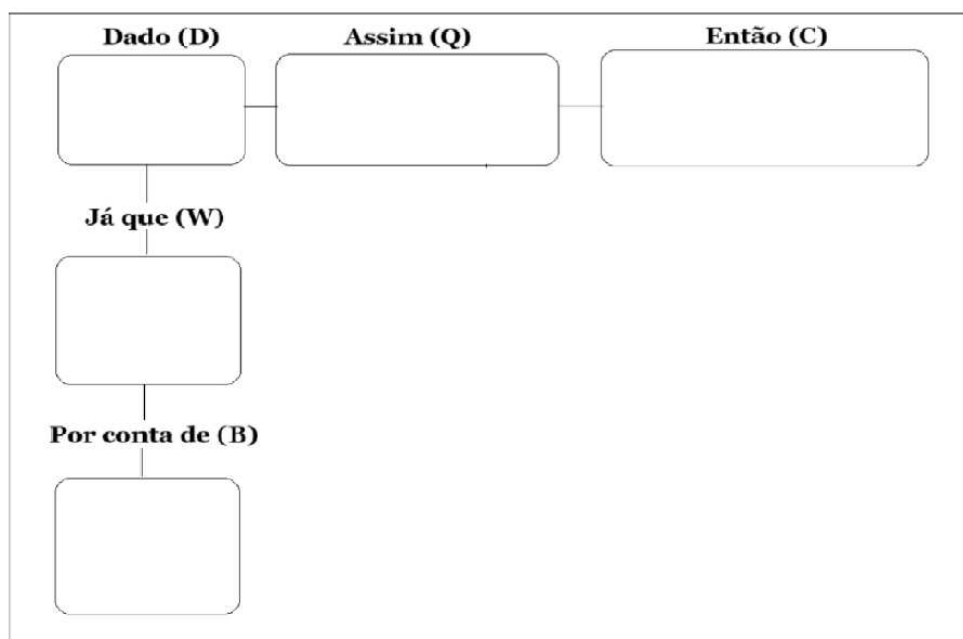 Dado (D) Assim (Q) Então (C)
Já que (W)
Por conta de (B)